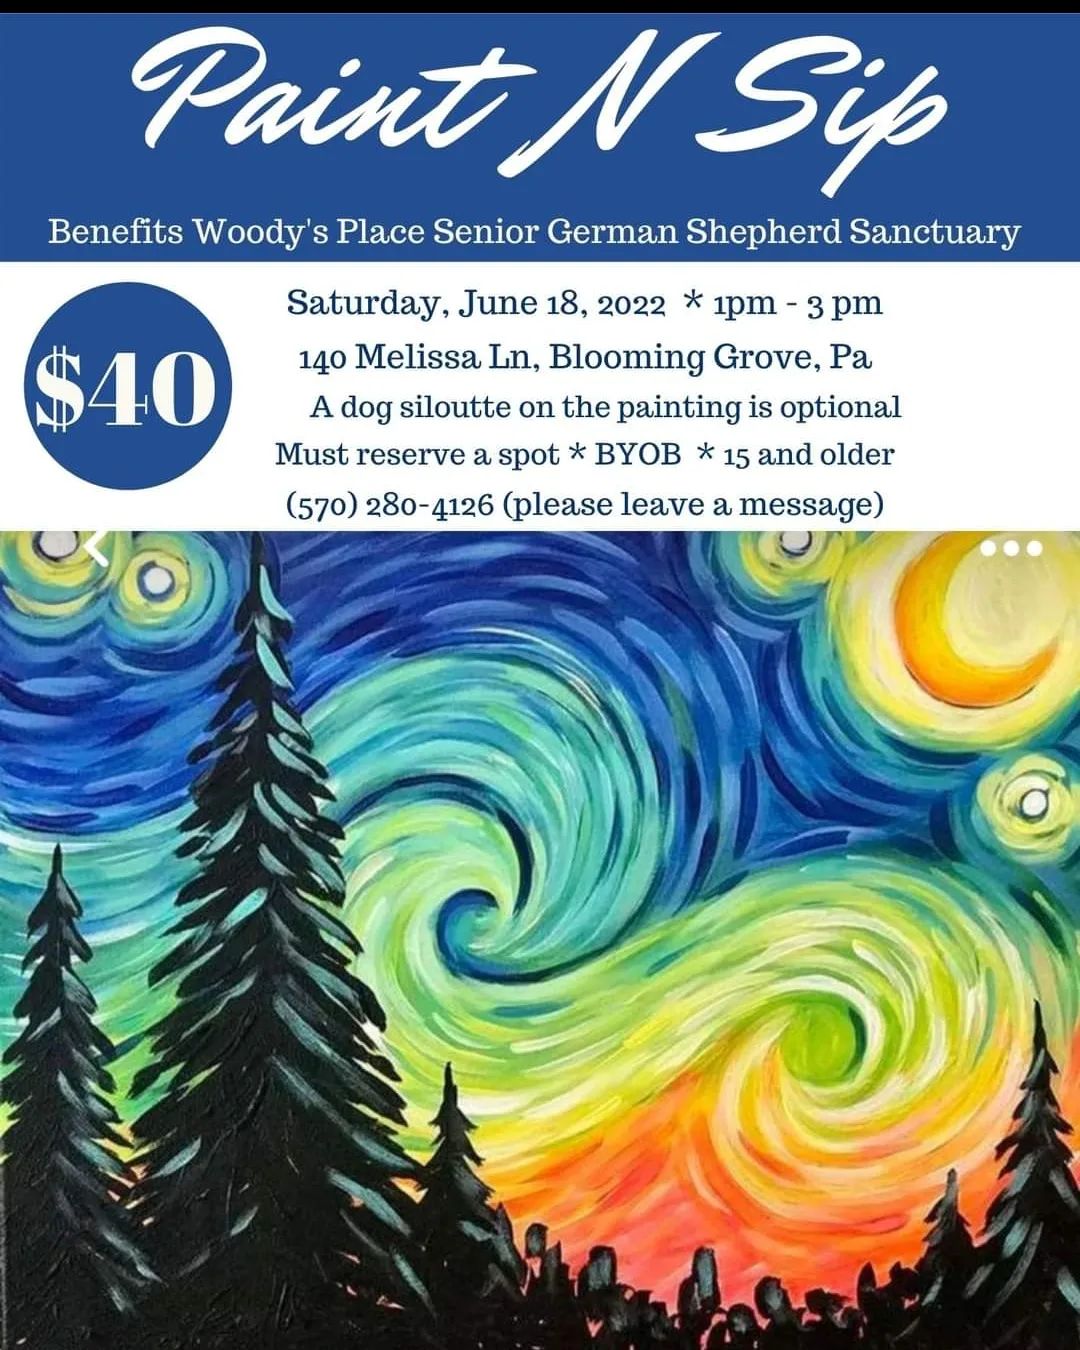 Paint N Sip
Benefits Woody's Place Senior German Shepherd Sanctuary
$40
Saturday, June 18, 2022 * 1pm - 3 pm
140 Melissa Ln, Blooming Grove, Pa
A dog siloutte on the painting is optional
Must reserve a spot * BYOB * 15 and older
(570) 280-4126 (please leave a message)